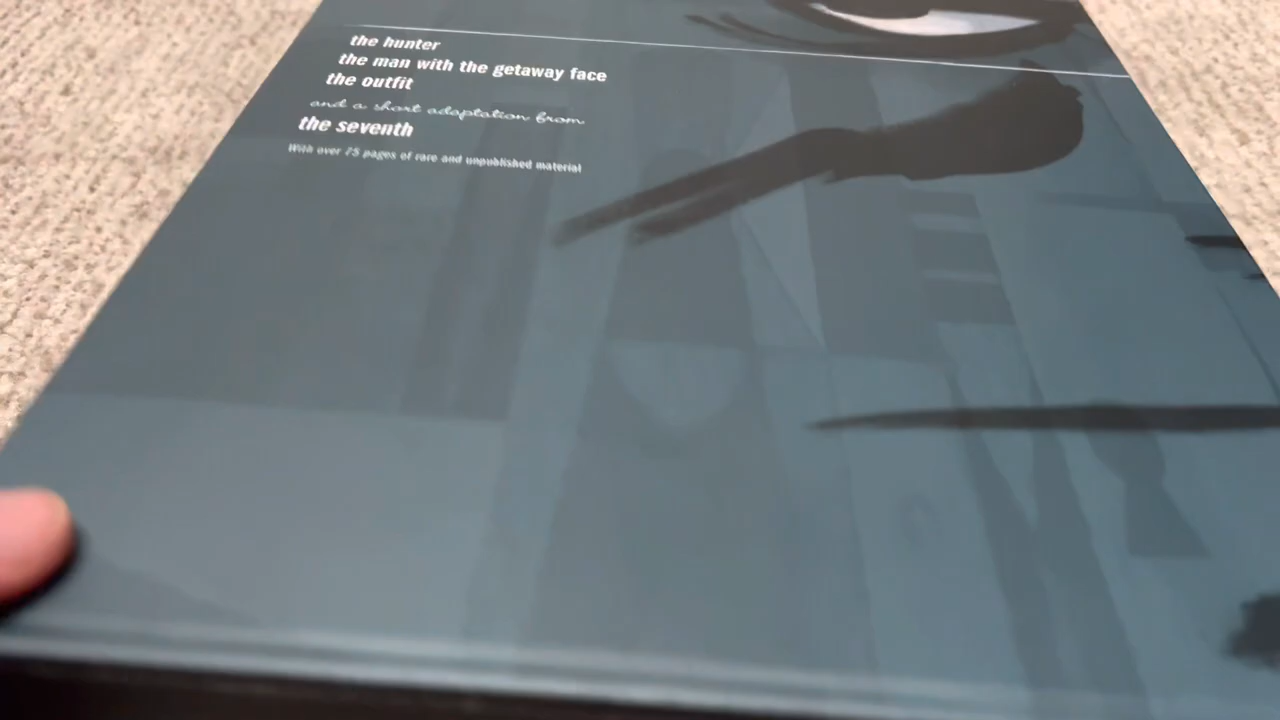 the hunter
the man with the getaway face
the outfit
and a short adaptation from
the seventh
With over 75 pages of rare and unpublished material